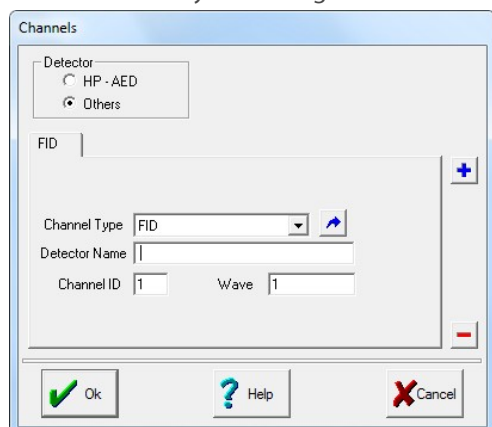 Channels
Detector
HP - AED
Others
FID
Channel Type FID
Detector Name
Channel ID 1 Wave 1
Ok Help Cancel